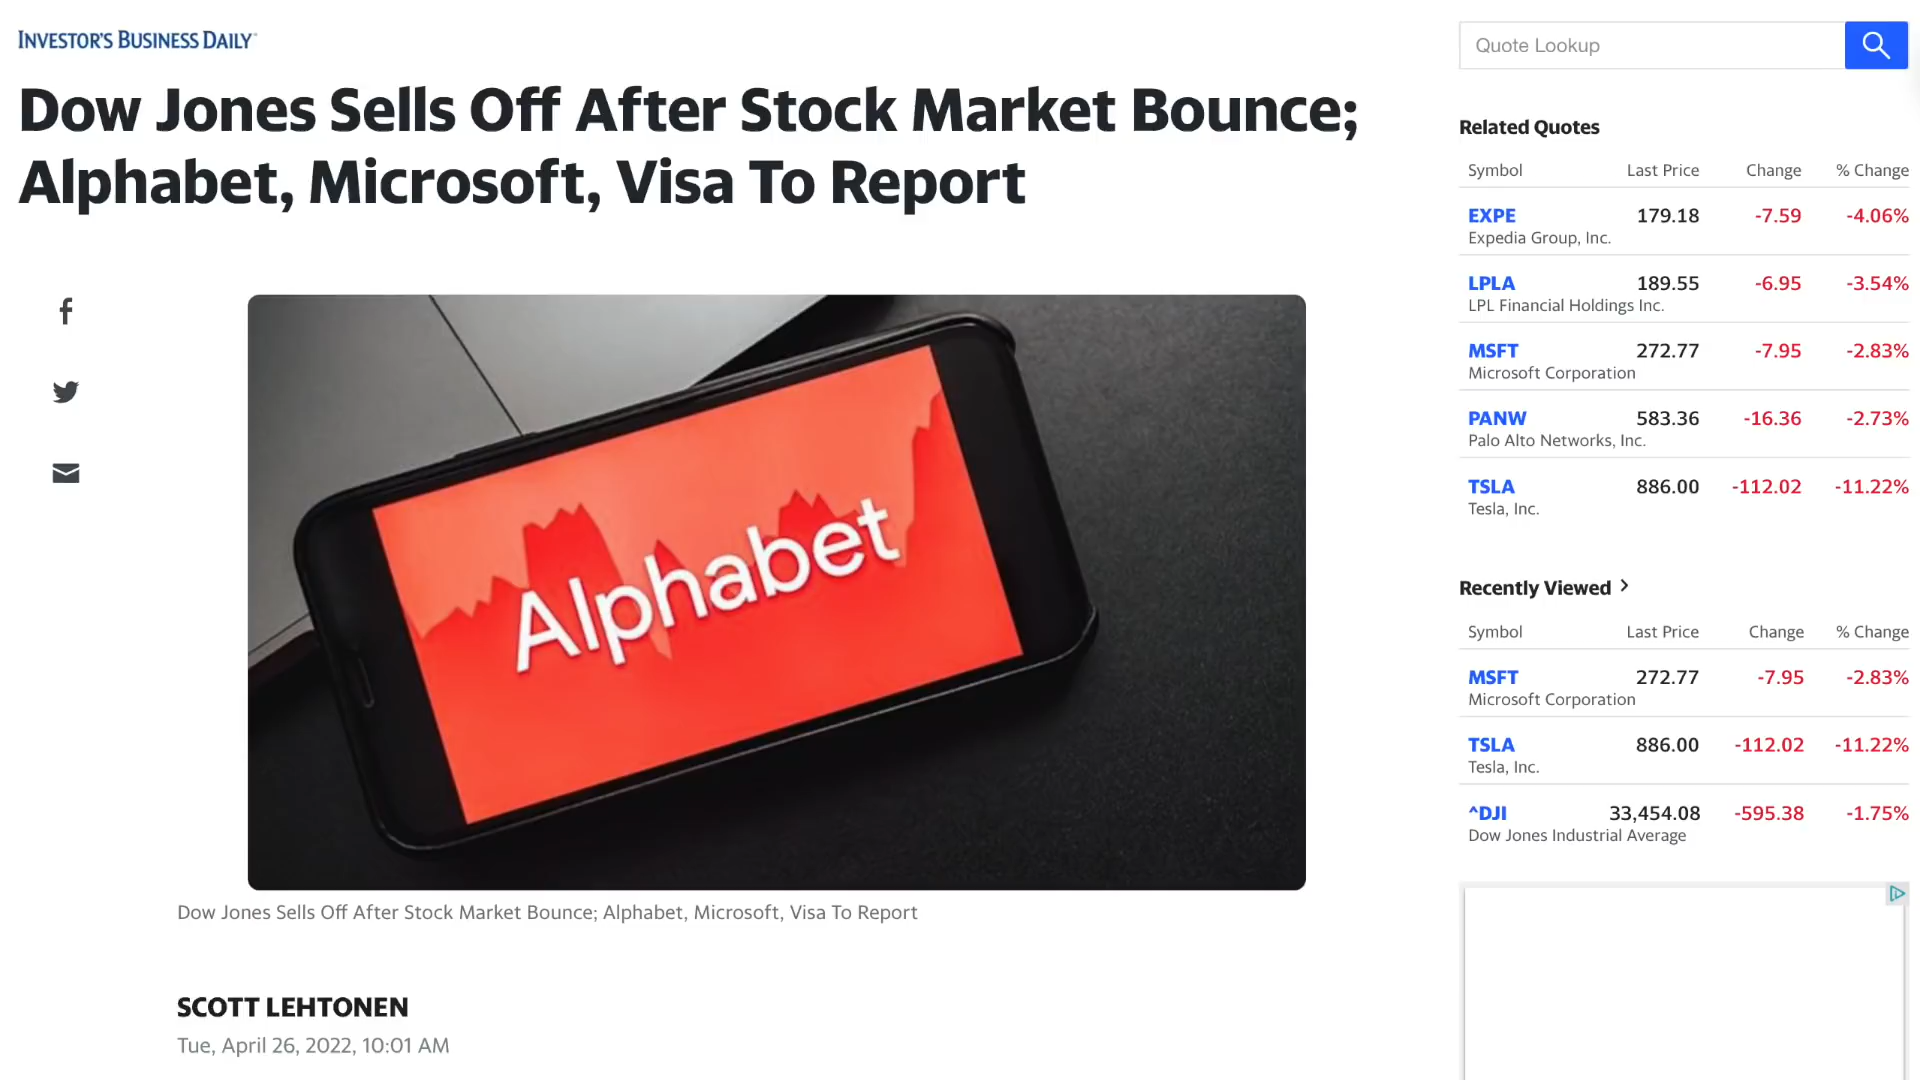 INVESTOR'S BUSINESS DAILY
Dow Jones Sells Off After Stock Market Bounce;
Alphabet, Microsoft, Visa To Report
Alphabet
Dow Jones Sells Off After Stock Market Bounce; Alphabet, Microsoft, Visa To Report
SCOTT LEHTONEN
Tue, April 26, 2022, 10:01 AM
Quote Lookup
Related Quotes
Symbol Last Price Change % Change
EXPE 179.18 -7.59 -4.06%
Expedia Group, Inc.
LPLA 189.55 -6.95 -3.54%
LPL Financial Holdings Inc.
MSFT 272.77 -7.95 -2.83%
Microsoft Corporation
PANW 583.36 -16.36 -2.73%
Palo Alto Networks, Inc.
TSLA 886.00 -112.02 -11.22%
Tesla, Inc.
Recently Viewed
Symbol Last Price Change % Change
MSFT 272.77 -7.95 -2.83%
Microsoft Corporation
TSLA 886.00 -112.02 -11.22%
Tesla, Inc.
^DJI 33,454.08 -595.38 -1.75%
Dow Jones Industrial Average